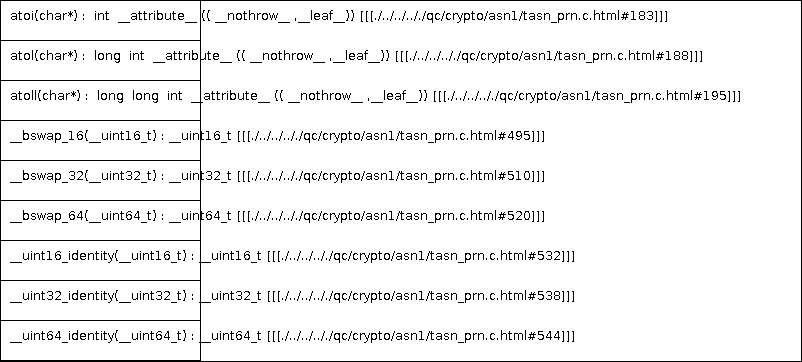 atoi(char*) : int __attribute__ (( __nothrow__ ,__leaf__)) [[[./../../.././qc/crypto/asn1/tasn_prn.c.html#183]]]
atol(char*) : long int __attribute__ (( __nothrow__ ,__leaf__)) [[[./../../.././qc/crypto/asn1/tasn_prn.c.html#188]]]
atoll(char*) : long long int __attribute__ (( __nothrow__ ,__leaf__)) [[[./../../.././qc/crypto/asn1/tasn_prn.c.html#195]]]
__bswap_16(__uint16_t) : __uint16_t [[[./../../.././qc/crypto/asn1/tasn_prn.c.html#495]]]
__bswap_32(__uint32_t) : __uint32_t [[[./../../.././qc/crypto/asn1/tasn_prn.c.html#510]]]
__bswap_64(__uint64_t) : __uint64_t [[[./../../.././qc/crypto/asn1/tasn_prn.c.html#520]]]
__uint16_identity(__uint16_t) : __uint16_t [[[./../../.././qc/crypto/asn1/tasn_prn.c.html#532]]]
__uint32_identity(__uint32_t) : __uint32_t [[[./../../.././qc/crypto/asn1/tasn_prn.c.html#538]]]
__uint64_identity(__uint64_t) : __uint64_t [[[./../../.././qc/crypto/asn1/tasn_prn.c.html#544]]]